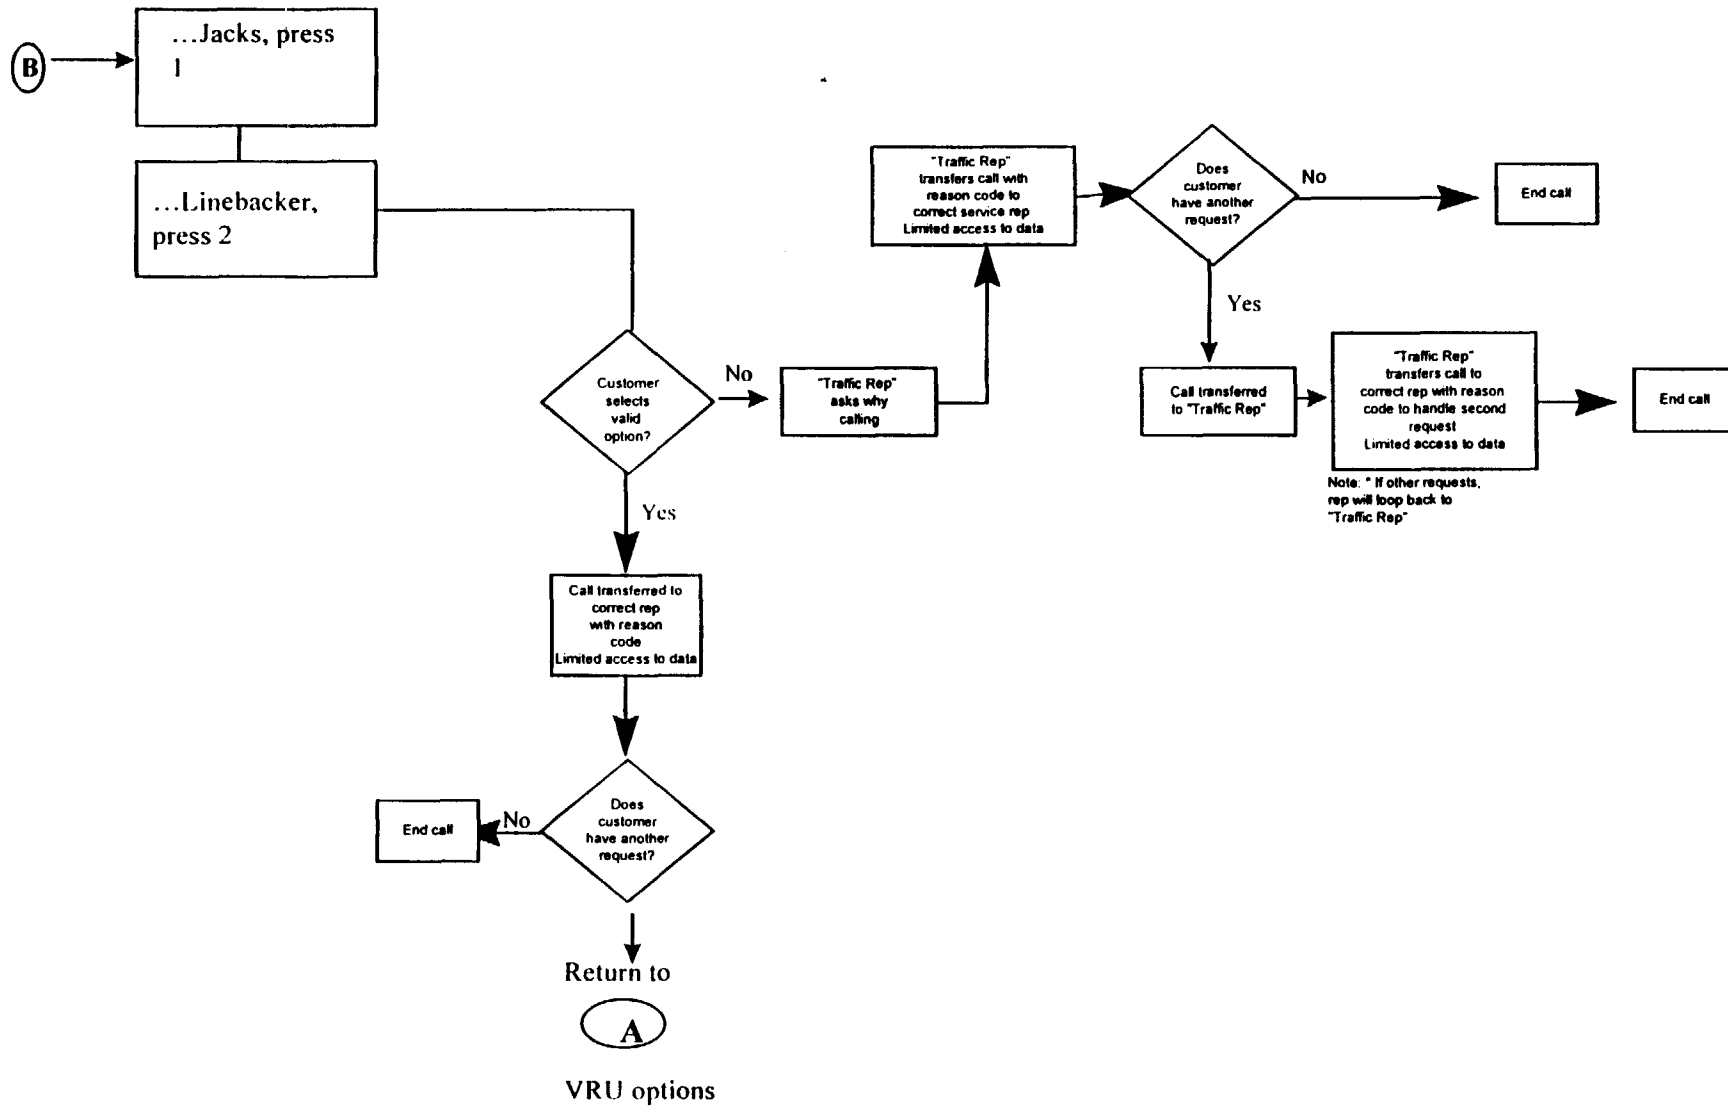 B
...Jacks, press
1
...Linebacker,
press 2
Customer
selects
valid
option?
No
"Traffic Rep"
asks why
calling
"Traffic Rep"
transfers call with
reason code to
correct service rep
Limited access to data
Does
customer
have another
request?
No
End call
Yes
Call transferred
to "Traffic Rep"
"Traffic Rep"
transfers call to
correct rep with reason
code to handle second
request
Limited access to data
End call
Note: * If other requests,
rep will loop back to
"Traffic Rep"
Yes
Call transferred to
correct rep
with reason
code
Limited access to data
Does
customer
have another
request?
No
End call
Return to
A
VRU options